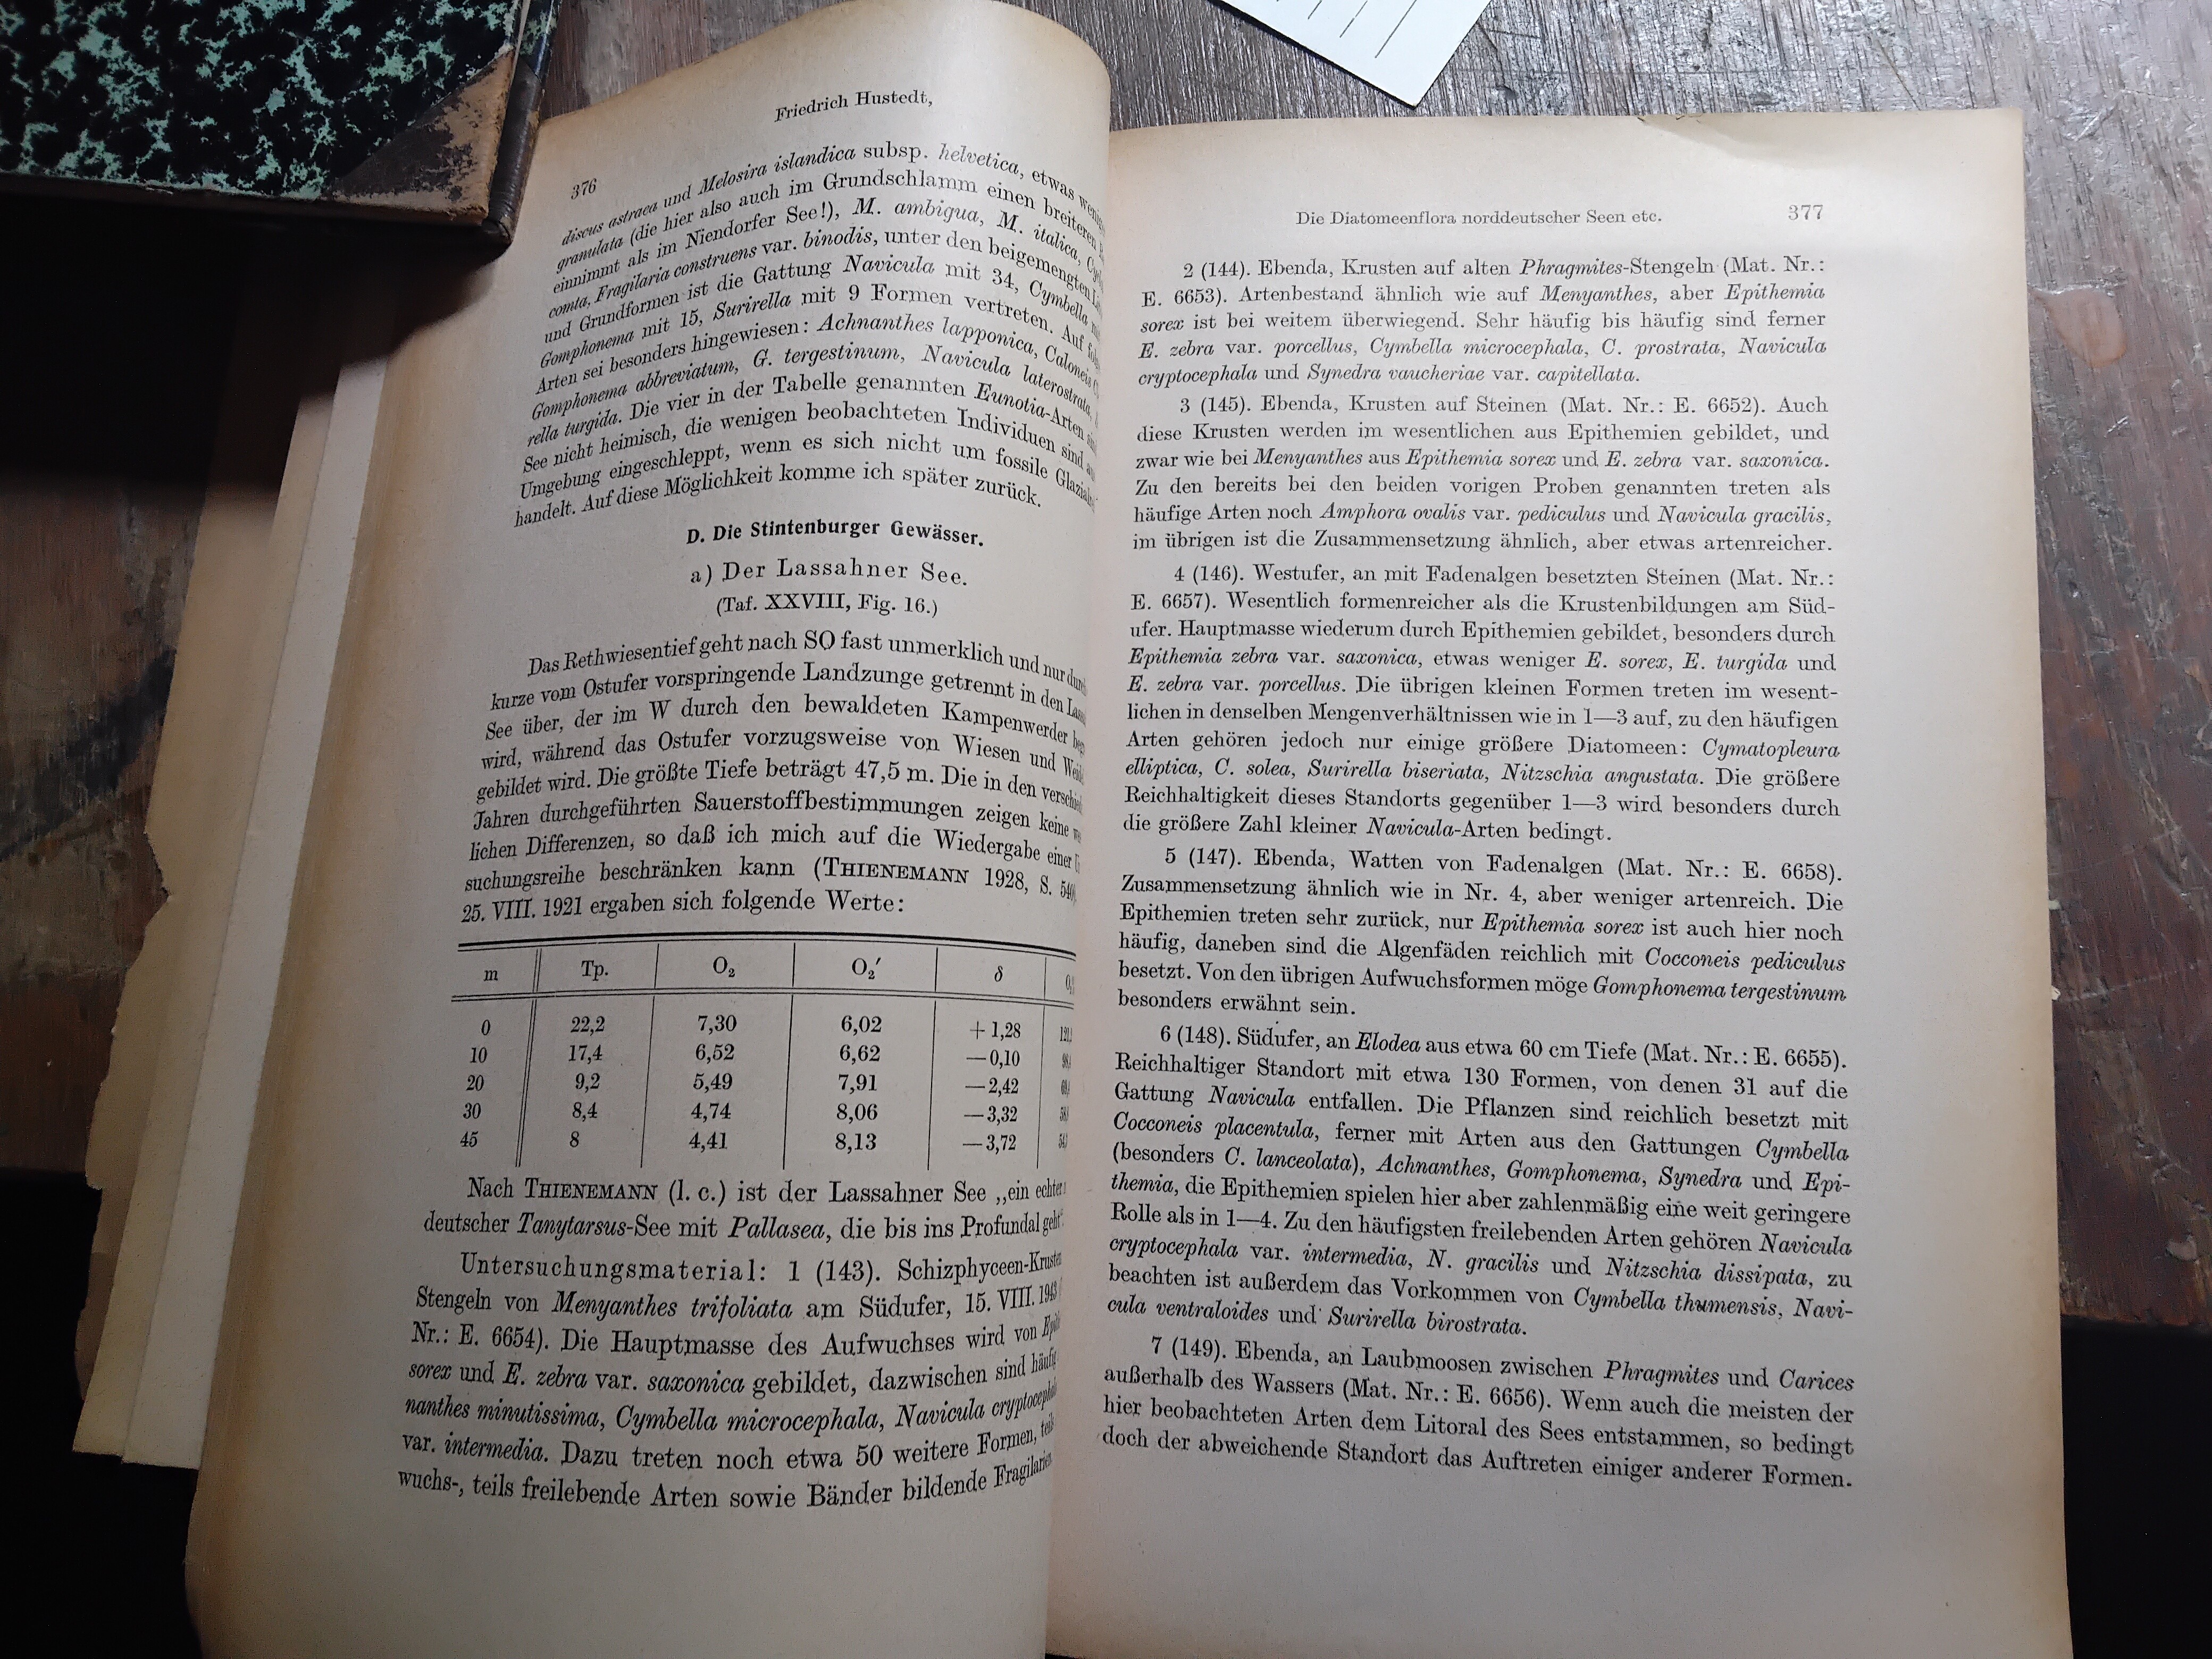 376
Friedrich Hustedt,
discus astraea und Melosira islandica subsp. helvetica, etwas
granulata (die hier also auch im Grundschlamm einen breiteren
einnimmt als im Niendorfer See!), M. ambigua, M. italica,
comta, Fragilaria construens var. binodis, unter den beigemengten
und Grundformen ist die Gattung Navicula mit 34, Cymbella
Gomphonema mit 15, Surirella mit 9 Formen vertreten. Auf
Arten sei besonders hingewiesen: Achnanthes lapponica, Caloneis
Gomphonema abbreviatum, G. tergestinum, Navicula laterostrata,
rella turgida. Die vier in der Tabelle genannten Eunotia-Arten
See nicht heimisch, die wenigen beobachteten Individuen sind
Umgebung eingeschleppt, wenn es sich nicht um fossile
handelt. Auf diese Möglichkeit komme ich später zurück.
D. Die Stintenburger Gewässer.
a) Der Lassahner See.
(Taf. XXVIII, Fig. 16.)
Das Rethwiesentief geht nach SO fast unmerklich und nur
kurze vom Ostufer vorspringende Landzunge getrennt in den
See über, der im W durch den bewaldeten Kampenwerder
wird, während das Ostufer vorzugsweise von Wiesen und
gebildet wird. Die größte Tiefe beträgt 47,5 m. Die in den
Jahren durchgeführten Sauerstoffbestimmungen zeigen keine
lichen Differenzen, so daß ich mich auf die Wiedergabe einer
suchungsreihe beschränken kann (THIENEMANN 1928, S.
25. VIII. 1921 ergaben sich folgende Werte:
m Tp. O₂ O₂′ δ
0 22,2 7,30 6,02 +1,28
10 17,4 6,52 6,62 —0,10
20 9,2 5,49 7,91 —2,42
30 8,4 4,74 8,06 —3,32
45 8 4,41 8,13 —3,72
Nach THIENEMANN (l. c.) ist der Lassahner See „ein echter
deutscher Tanytarsus-See mit Pallasea, die bis ins Profundal geht“.
Untersuchungsmaterial: 1 (143). Schizphyceen-Krusten
Stengeln von Menyanthes trifoliata am Südufer, 15. VIII. 1943
Nr.: E. 6654). Die Hauptmasse des Aufwuchses wird von
sorex und E. zebra var. saxonica gebildet, dazwischen sind häufig
nanthes minutissima, Cymbella microcephala, Navicula cryptocephala
var. intermedia. Dazu treten noch etwa 50 weitere Formen, teils
wuchs-, teils freilebende Arten sowie Bänder bildende Fragilarien
Die Diatomeenflora norddeutscher Seen etc. 377
2 (144). Ebenda, Krusten auf alten Phragmites-Stengeln (Mat. Nr.:
E. 6653). Artenbestand ähnlich wie auf Menyanthes, aber Epithemia
sorex ist bei weitem überwiegend. Sehr häufig bis häufig sind ferner
E. zebra var. porcellus, Cymbella microcephala, C. prostrata, Navicula
cryptocephala und Synedra vaucheriae var. capitellata.
3 (145). Ebenda, Krusten auf Steinen (Mat. Nr.: E. 6652). Auch
diese Krusten werden im wesentlichen aus Epithemien gebildet, und
zwar wie bei Menyanthes aus Epithemia sorex und E. zebra var. saxonica.
Zu den bereits bei den beiden vorigen Proben genannten treten als
häufige Arten noch Amphora ovalis var. pediculus und Navicula gracilis,
im übrigen ist die Zusammensetzung ähnlich, aber etwas artenreicher.
4 (146). Westufer, an mit Fadenalgen besetzten Steinen (Mat. Nr.:
E. 6657). Wesentlich formenreicher als die Krustenbildungen am Süd-
ufer. Hauptmasse wiederum durch Epithemien gebildet, besonders durch
Epithemia zebra var. saxonica, etwas weniger E. sorex, E. turgida und
E. zebra var. porcellus. Die übrigen kleinen Formen treten im wesent-
lichen in denselben Mengenverhältnissen wie in 1—3 auf, zu den häufigen
Arten gehören jedoch nur einige größere Diatomeen: Cymatopleura
elliptica, C. solea, Surirella biseriata, Nitzschia angustata. Die größere
Reichhaltigkeit dieses Standorts gegenüber 1—3 wird besonders durch
die größere Zahl kleiner Navicula-Arten bedingt.
5 (147). Ebenda, Watten von Fadenalgen (Mat. Nr.: E. 6658).
Zusammensetzung ähnlich wie in Nr. 4, aber weniger artenreich. Die
Epithemien treten sehr zurück, nur Epithemia sorex ist auch hier noch
häufig, daneben sind die Algenfäden reichlich mit Cocconeis pediculus
besetzt. Von den übrigen Aufwuchsformen möge Gomphonema tergestinum
besonders erwähnt sein.
6 (148). Südufer, an Elodea aus etwa 60 cm Tiefe (Mat. Nr.: E. 6655).
Reichhaltiger Standort mit etwa 130 Formen, von denen 31 auf die
Gattung Navicula entfallen. Die Pflanzen sind reichlich besetzt mit
Cocconeis placentula, ferner mit Arten aus den Gattungen Cymbella
(besonders C. lanceolata), Achnanthes, Gomphonema, Synedra und Epi-
themia, die Epithemien spielen hier aber zahlenmäßig eine weit geringere
Rolle als in 1—4. Zu den häufigsten freilebenden Arten gehören Navicula
cryptocephala var. intermedia, N. gracilis und Nitzschia dissipata, zu
beachten ist außerdem das Vorkommen von Cymbella thumensis, Navi-
cula ventraloides und Surirella birostrata.
7 (149). Ebenda, an Laubmoosen zwischen Phragmites und Carices
außerhalb des Wassers (Mat. Nr.: E. 6656). Wenn auch die meisten der
hier beobachteten Arten dem Litoral des Sees entstammen, so bedingt
doch der abweichende Standort das Auftreten einiger anderer Formen.